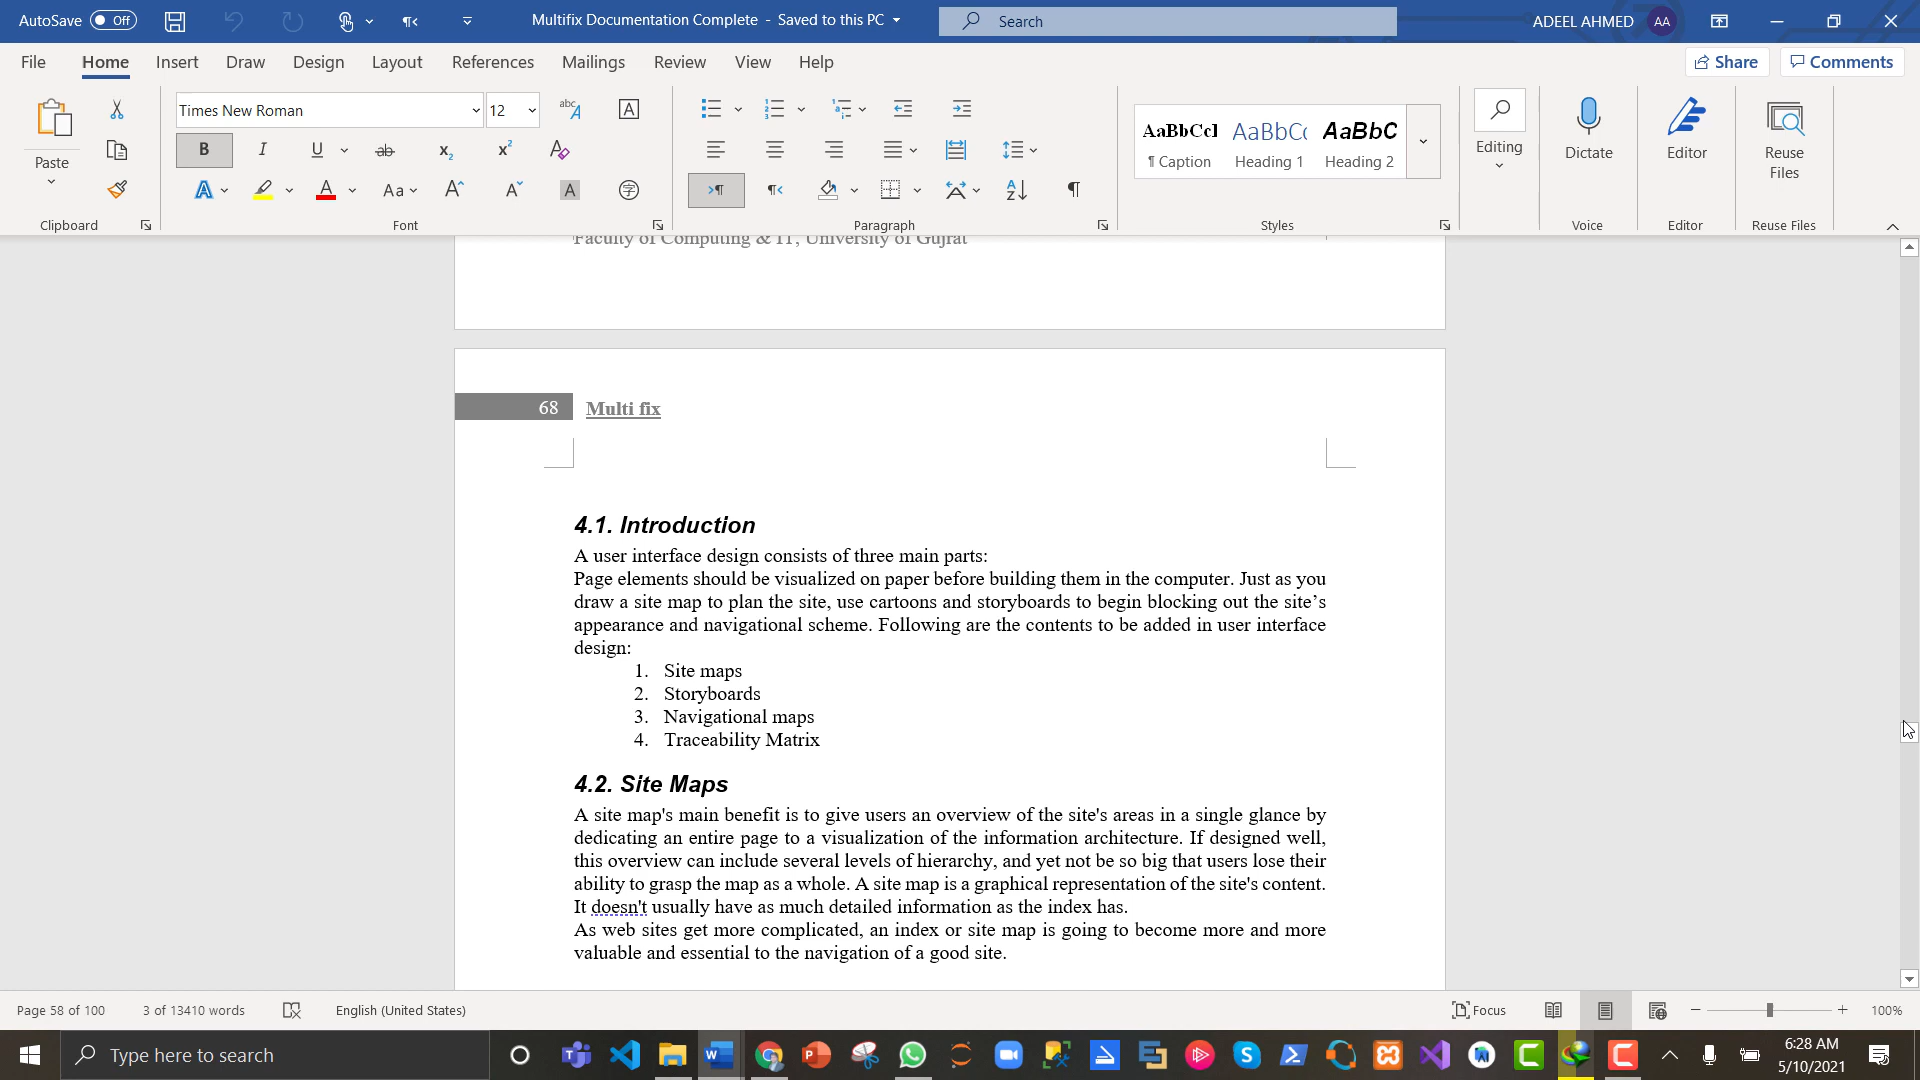 AutoSave Off Multifix Documentation Complete - Saved to this PC Search ADEEL AHMED AA
File Home Insert Draw Design Layout References Mailings Review View Help Share Comments
Times New Roman 12
Paste
AaBbCcI AaBbCc AaBbC
¶ Caption Heading 1 Heading 2
Editing Dictate Editor Reuse Files
Clipboard Font Paragraph Styles Voice Editor Reuse Files
Faculty of Computing & IT, University of Gujrat
68 Multi fix
4.1. Introduction
A user interface design consists of three main parts:
Page elements should be visualized on paper before building them in the computer. Just as you
draw a site map to plan the site, use cartoons and storyboards to begin blocking out the site’s
appearance and navigational scheme. Following are the contents to be added in user interface
design:
1. Site maps
2. Storyboards
3. Navigational maps
4. Traceability Matrix
4.2. Site Maps
A site map's main benefit is to give users an overview of the site's areas in a single glance by
dedicating an entire page to a visualization of the information architecture. If designed well,
this overview can include several levels of hierarchy, and yet not be so big that users lose their
ability to grasp the map as a whole. A site map is a graphical representation of the site's content.
It doesn't usually have as much detailed information as the index has.
As web sites get more complicated, an index or site map is going to become more and more
valuable and essential to the navigation of a good site.
Page 58 of 100 3 of 13410 words English (United States) Focus 100%
Type here to search 6:28 AM
5/10/2021